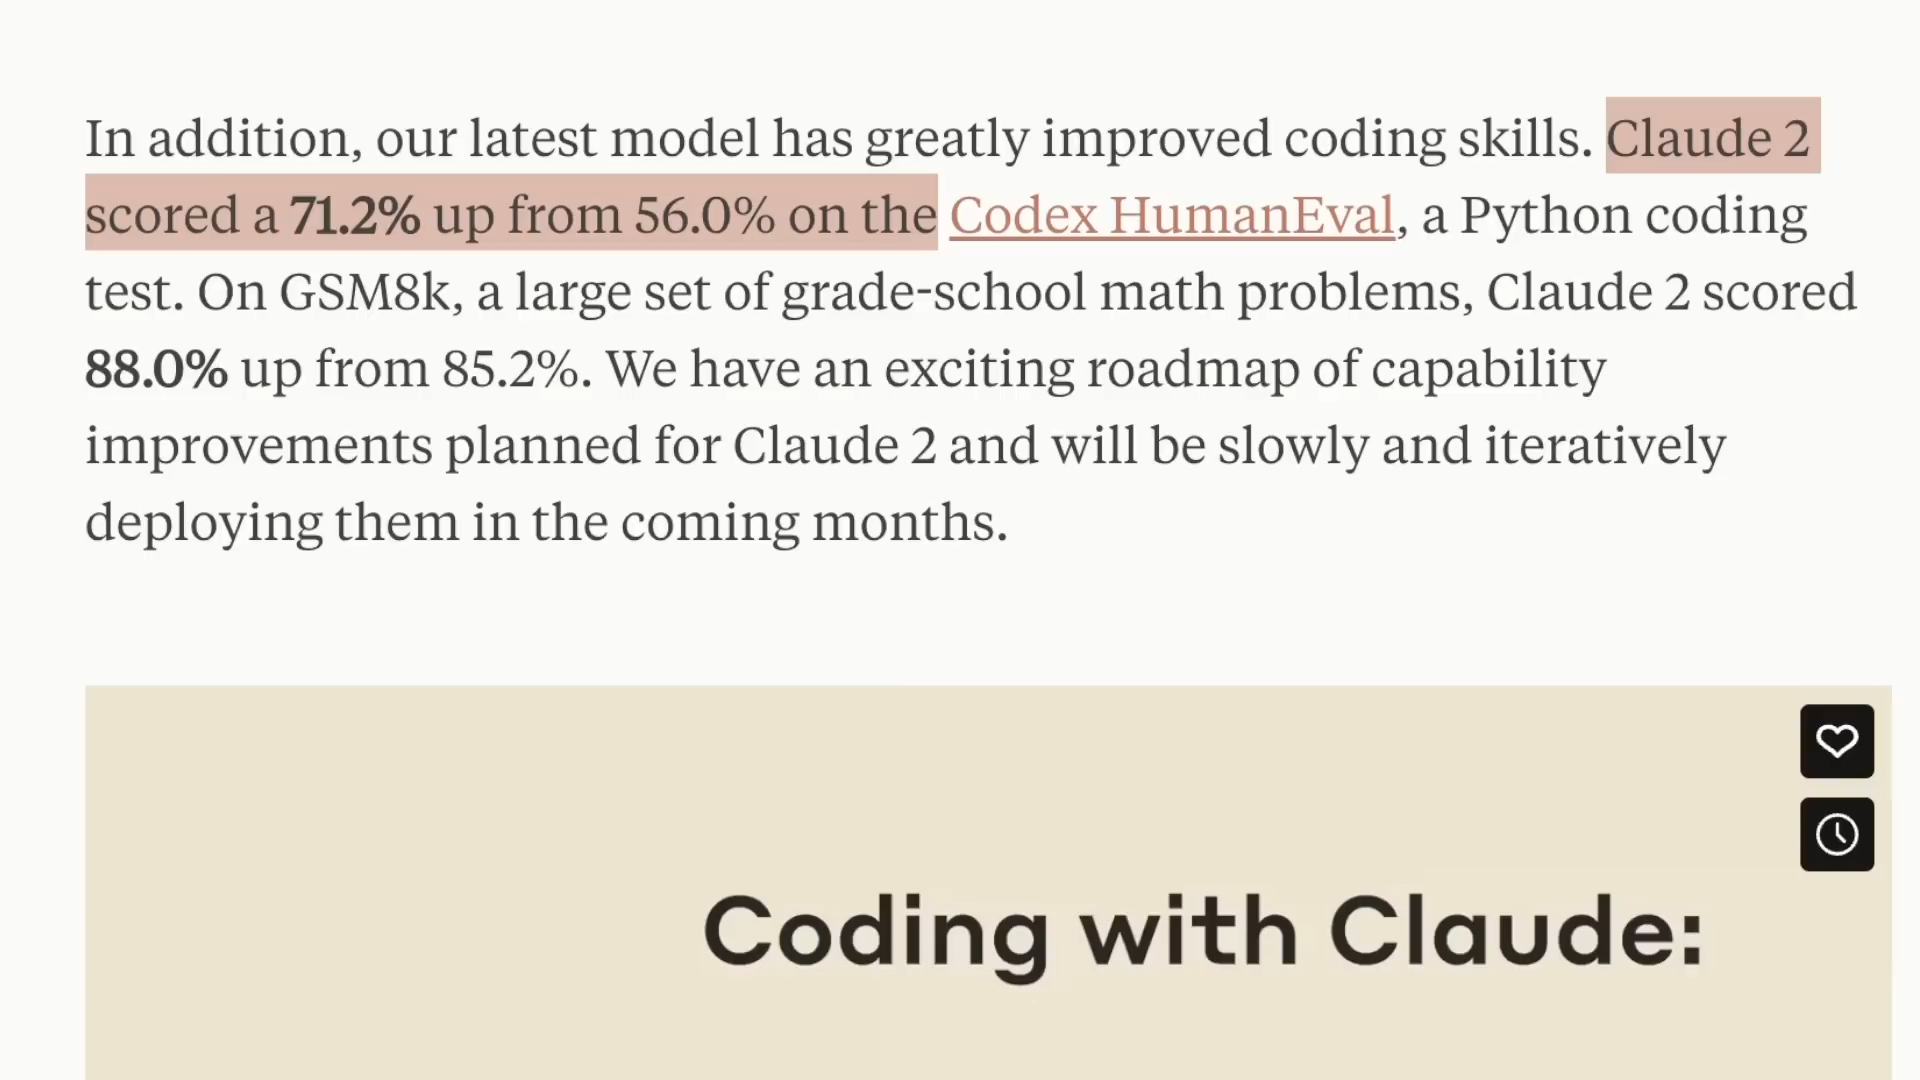 In addition, our latest model has greatly improved coding skills. Claude 2
scored a 71.2% up from 56.0% on the Codex HumanEval, a Python coding
test. On GSM8k, a large set of grade-school math problems, Claude 2 scored
88.0% up from 85.2%. We have an exciting roadmap of capability
improvements planned for Claude 2 and will be slowly and iteratively
deploying them in the coming months.
Coding with Claude: